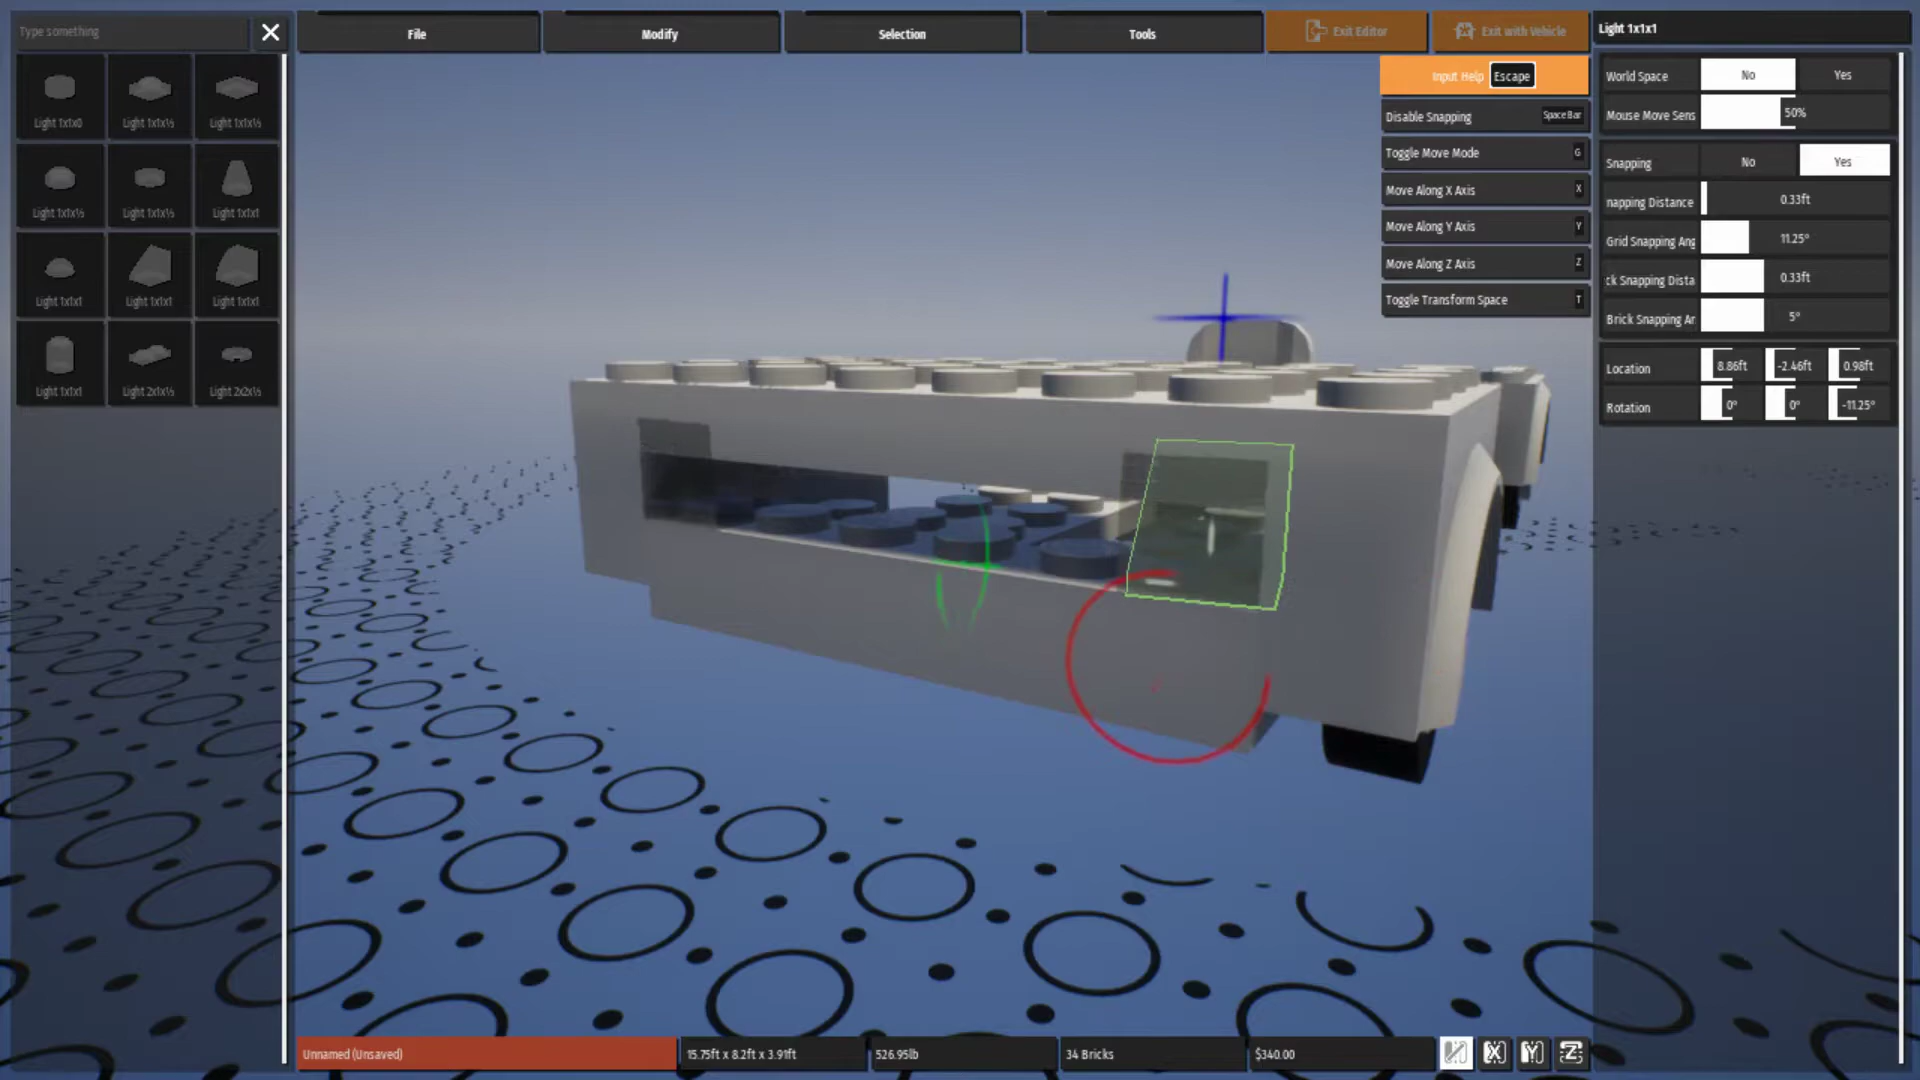 Type something
File
Modify
Selection
Tools
Exit Editor
Exit with Vehicle
Light 1x1x1
Light 1x1x0
Light 1x1x⅓
Light 1x1x⅓
Light 1x1x⅓
Light 1x1x⅓
Light 1x1x1
Light 1x1x1
Light 1x1x1
Light 1x1x1
Light 1x1x1
Light 2x1x⅓
Light 2x2x⅓
Input Help Escape
Disable Snapping Space Bar
Toggle Move Mode G
Move Along X Axis X
Move Along Y Axis Y
Move Along Z Axis Z
Toggle Transform Space T
World Space No Yes
Mouse Move Sens 50%
Snapping No Yes
napping Distance 0.33ft
Grid Snapping Ang 11.25°
ck Snapping Dista 0.33ft
Brick Snapping Ar 5°
Location 8.86ft -2.46ft 0.98ft
Rotation 0° 0° -11.25°
Unnamed (Unsaved)
15.75ft x 8.2ft x 3.91ft
526.95lb
34 Bricks
$340.00
X
Y
Z